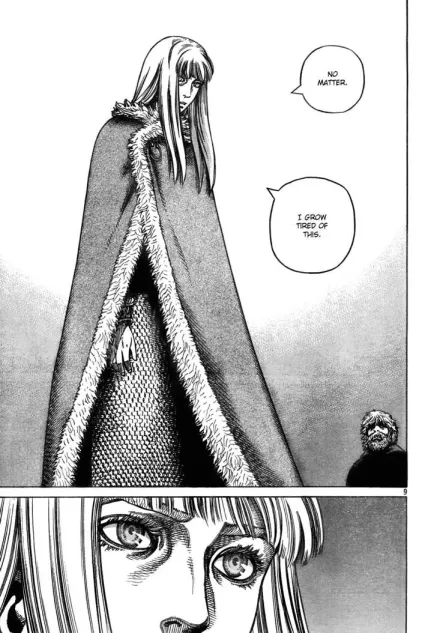 NO
MATTER.
I GROW
TIRED OF
THIS.
9